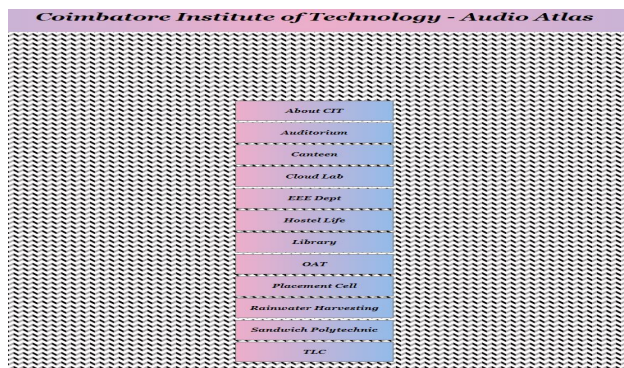 Coimbatore Institute of Technology - Audio Atlas
About CIT
Auditorium
Canteen
Cloud Lab
EEE Dept
Hostel Life
Library
OAT
Placement Cell
Rainwater Harvesting
Sandwich Polytechnic
TLC